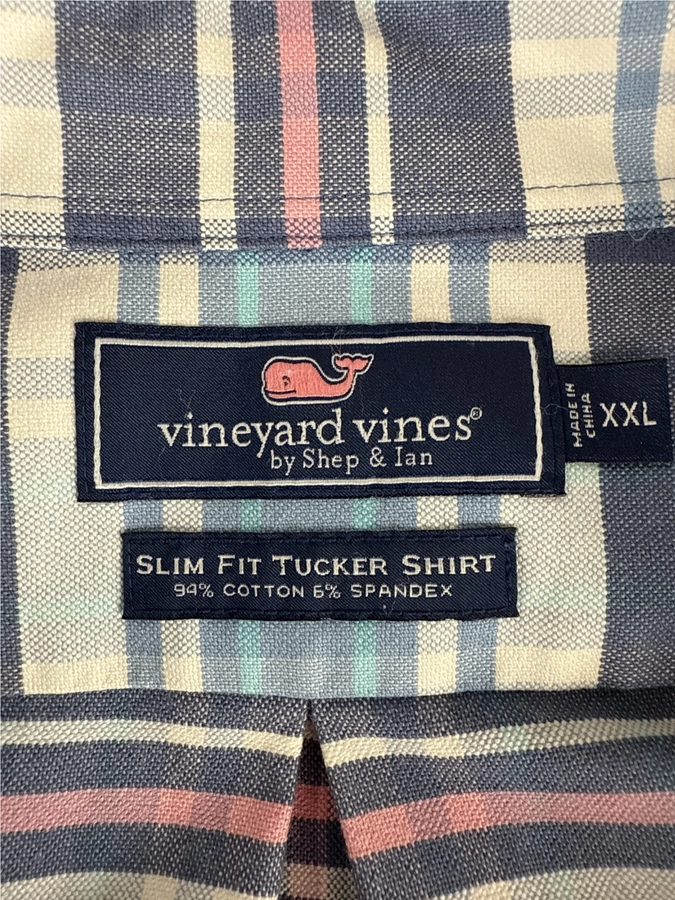 vineyard vines®
by Shep & Ian
MADE IN
CHINA
XXL
SLIM FIT TUCKER SHIRT
94% COTTON 6% SPANDEX